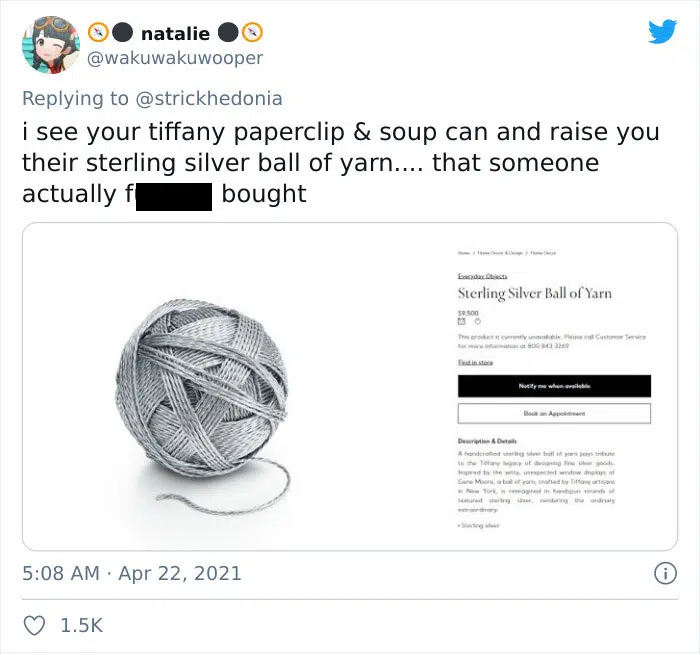 natalie
@wakuwakuwooper
Replying to @strickhedonia
i see your tiffany paperclip & soup can and raise you
their sterling silver ball of yarn.... that someone
actually f bought
Home / Home Decor & Design / Home Decor
Everyday Objects
Sterling Silver Ball of Yarn
$9,500
This product is currently unavailable. Please call Customer Service
for more information at 800 843 3269
Find in store
Notify me when available
Book an Appointment
Description & Details
A handcrafted sterling silver ball of yarn pays tribute
to the Tiffany legacy of designing fine silver goods.
Inspired by the witty, unexpected window displays of
Gene Moore, a ball of yarn, crafted by Tiffany artisans
in New York, is reimagined in handspun strands of
textured sterling silver, rendering the ordinary
extraordinary.
• Sterling silver
5:08 AM · Apr 22, 2021
1.5K